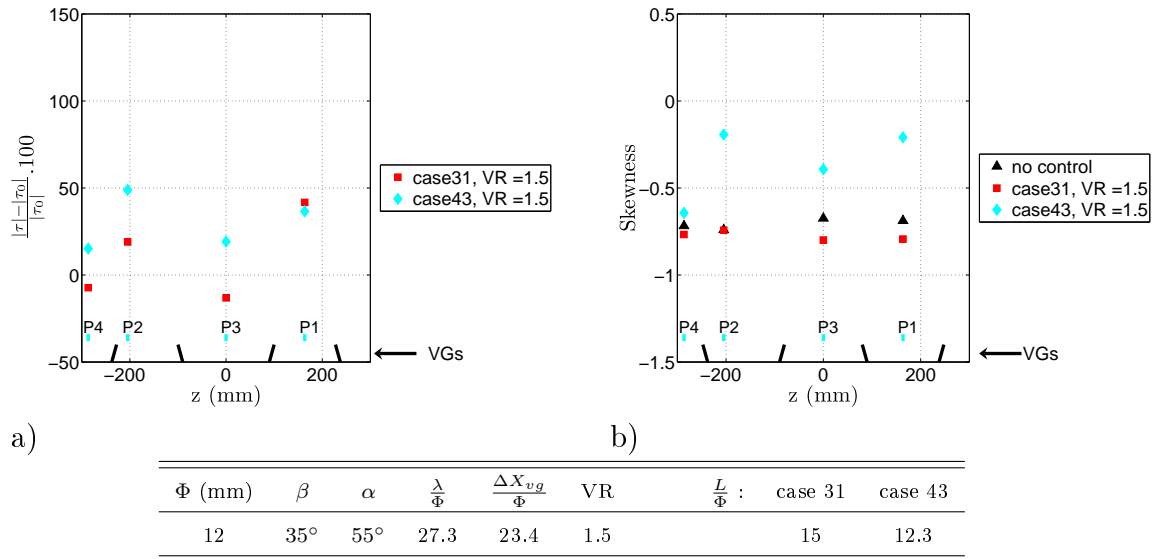 150
100
50
0
−50
−200
0
200
z (mm)
|τ|−|τ₀| / |τ₀| .100
P4
P2
P3
P1
VGs
case31, VR =1.5
case43, VR =1.5
a)
0.5
0
−0.5
−1
−1.5
−200
0
200
z (mm)
Skewness
P4
P2
P3
P1
VGs
no control
case31, VR =1.5
case43, VR =1.5
b)
Φ (mm) β α λ/Φ ΔX_vg/Φ VR L/Φ : case 31 case 43
12 35° 55° 27.3 23.4 1.5 15 12.3